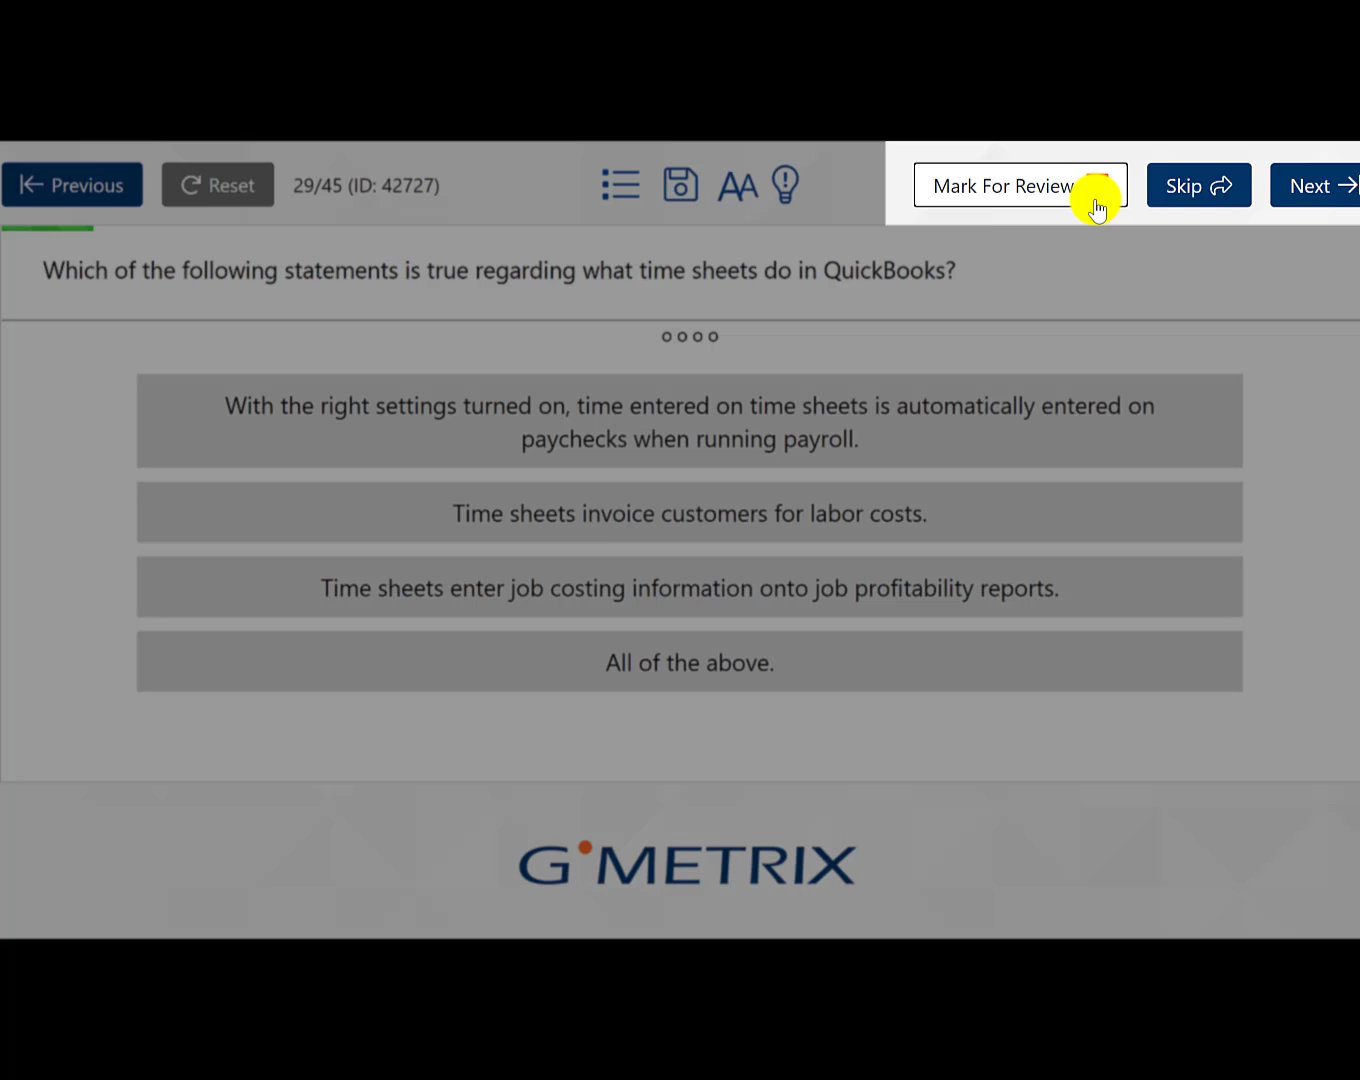 Previous
Reset
29/45 (ID: 42727)
AA
Mark For Review
Skip
Next
Which of the following statements is true regarding what time sheets do in QuickBooks?
With the right settings turned on, time entered on time sheets is automatically entered on
paychecks when running payroll.
Time sheets invoice customers for labor costs.
Time sheets enter job costing information onto job profitability reports.
All of the above.
GMETRIX